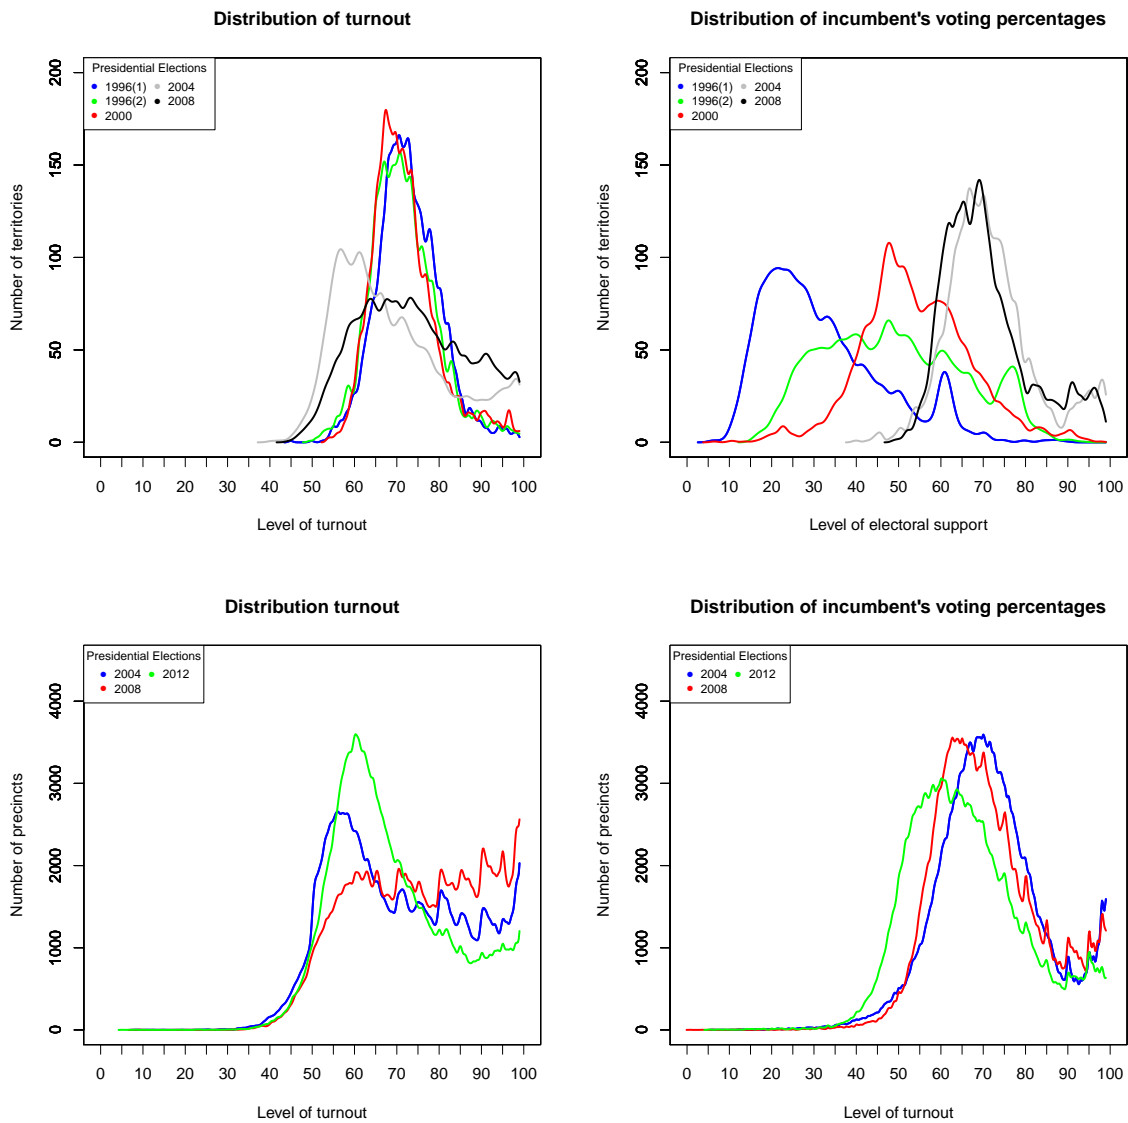 Distribution of turnout
Presidential Elections
1996(1) 2004
1996(2) 2008
2000
Number of territories
0 50 100 150 200
0 10 20 30 40 50 60 70 80 90 100
Level of turnout
Distribution of incumbent's voting percentages
Presidential Elections
1996(1) 2004
1996(2) 2008
2000
Number of territories
0 50 100 150 200
0 10 20 30 40 50 60 70 80 90 100
Level of electoral support
Distribution turnout
Presidential Elections
2004 2012
2008
Number of precincts
0 1000 2000 3000 4000
0 10 20 30 40 50 60 70 80 90 100
Level of turnout
Distribution of incumbent's voting percentages
Presidential Elections
2004 2012
2008
Number of precincts
0 1000 2000 3000 4000
0 10 20 30 40 50 60 70 80 90 100
Level of turnout